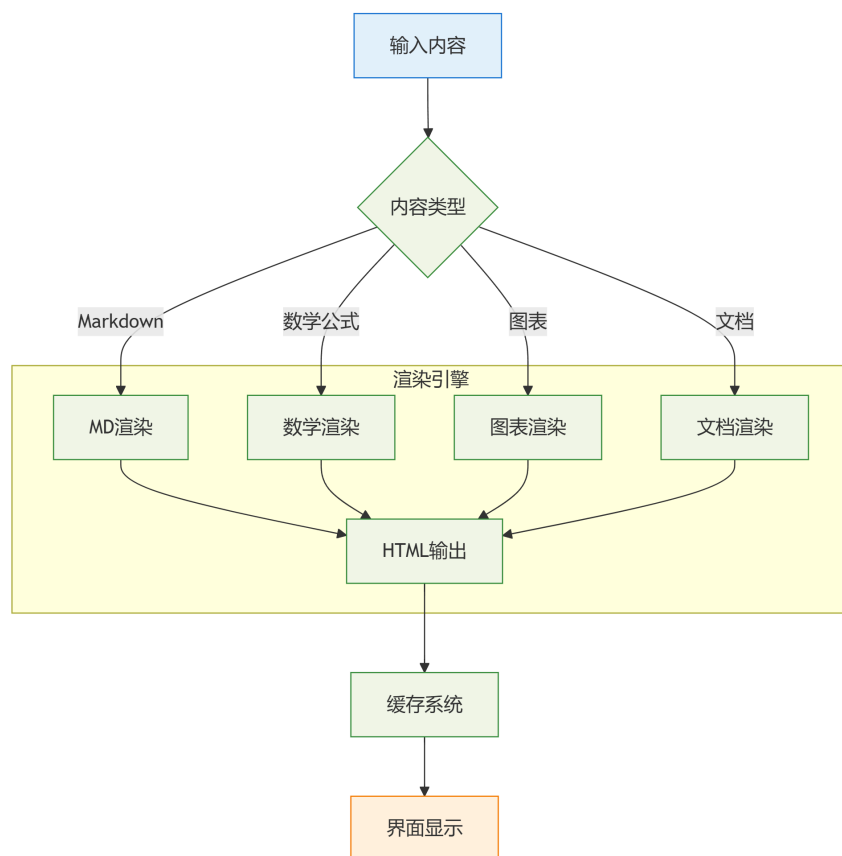 输入内容
内容类型
Markdown
数学公式
图表
文档
渲染引擎
MD渲染
数学渲染
图表渲染
文档渲染
HTML输出
缓存系统
界面显示